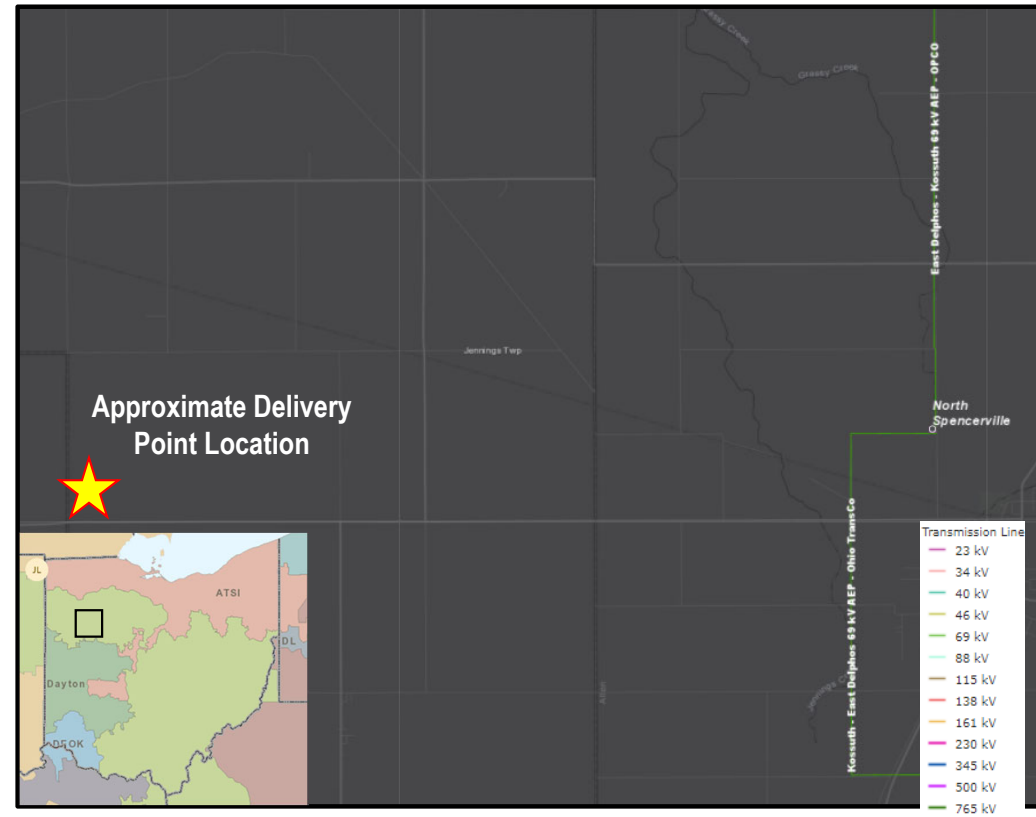 Grassy Creek
Grassy Creek
East Delphos - Kossuth 69 kV AEP - OPCO
Jennings Twp
Approximate Delivery
Point Location
North
Spencerville
Kossuth - East Delphos 69 kV AEP - Ohio TransCo
Allen
JL
ATSI
DL
Dayton
DEOK
Transmission Line
23 kV
34 kV
40 kV
46 kV
69 kV
88 kV
115 kV
138 kV
161 kV
230 kV
345 kV
500 kV
765 kV